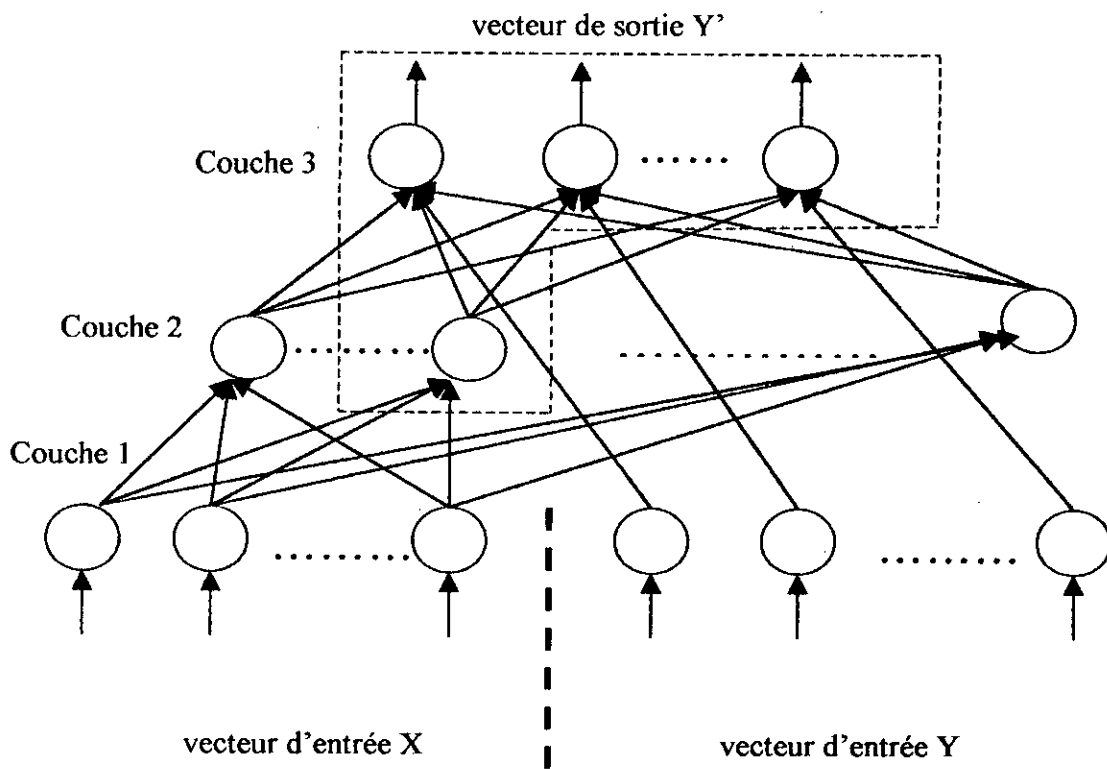 vecteur de sortie Y'
Couche 3
Couche 2
Couche 1
vecteur d'entrée X
vecteur d'entrée Y